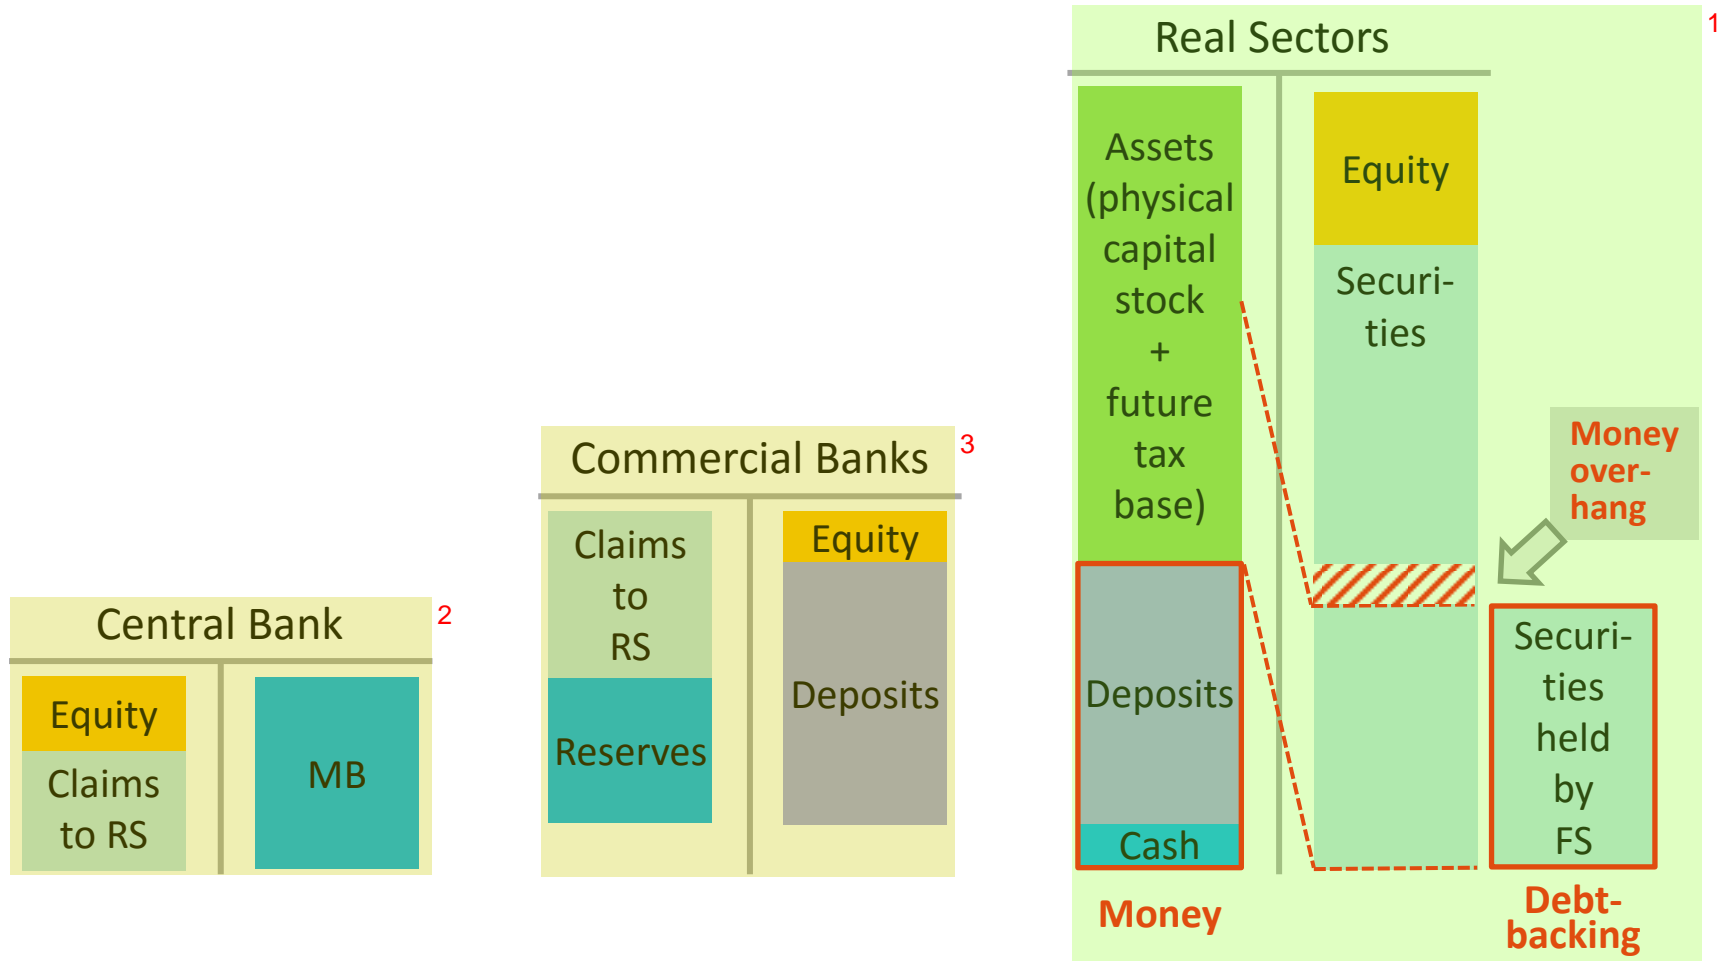 Real Sectors
1
Assets
(physical
capital
stock
+
future
tax
base)
Deposits
Cash
Money
Equity
Securi-
ties
Money
over-
hang
Securi-
ties
held
by
FS
Debt-
backing
Commercial Banks
3
Claims
to
RS
Reserves
Equity
Deposits
Central Bank
2
Equity
Claims
to RS
MB